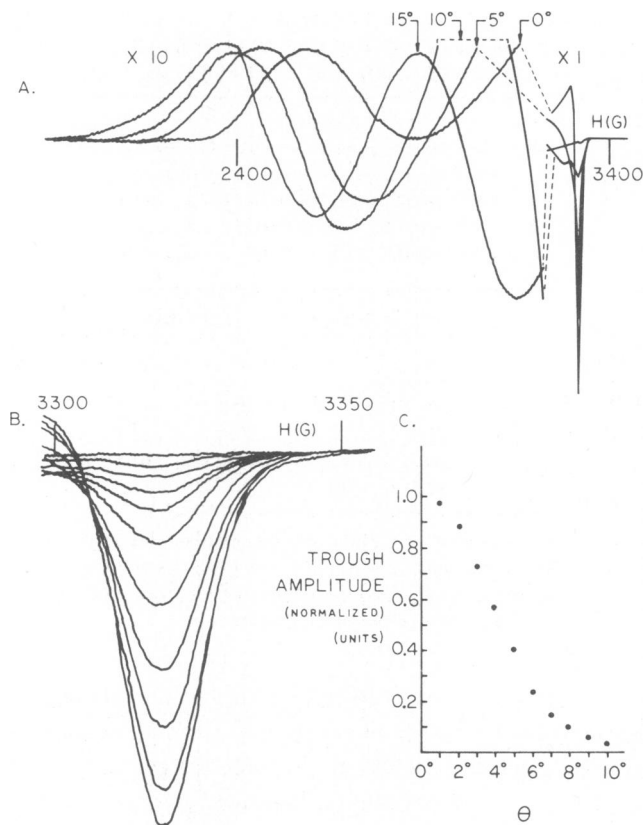 15° 10° 5° 0°
X 10
X 1
A.
H(G)
2400
3400
3300
3350
B.
H(G)
C.
TROUGH
AMPLITUDE
(NORMALIZED)
(UNITS)
1.0
0.8
0.6
0.4
0.2
0° 2° 4° 6° 8° 10°
θ